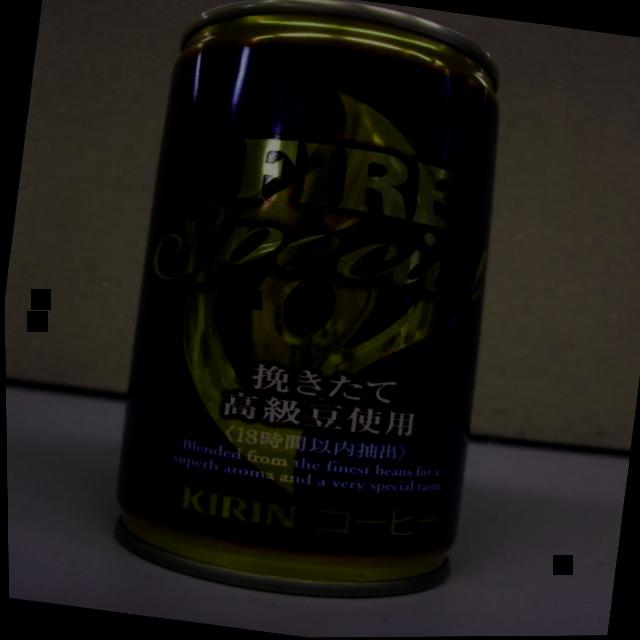 FIRE
Special
挽きたて
高級豆使用
〈18時間以内抽出〉
Blended from the finest beans for a
superb aroma and a very special taste
KIRIN コーヒー